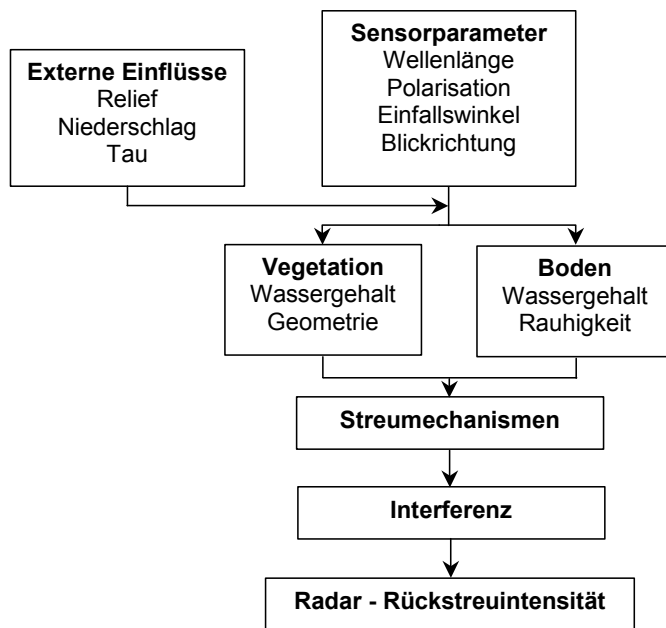 Externe Einflüsse
Relief
Niederschlag
Tau
Sensorparameter
Wellenlänge
Polarisation
Einfallswinkel
Blickrichtung
Vegetation
Wassergehalt
Geometrie
Boden
Wassergehalt
Rauhigkeit
Streumechanismen
Interferenz
Radar - Rückstreuintensität